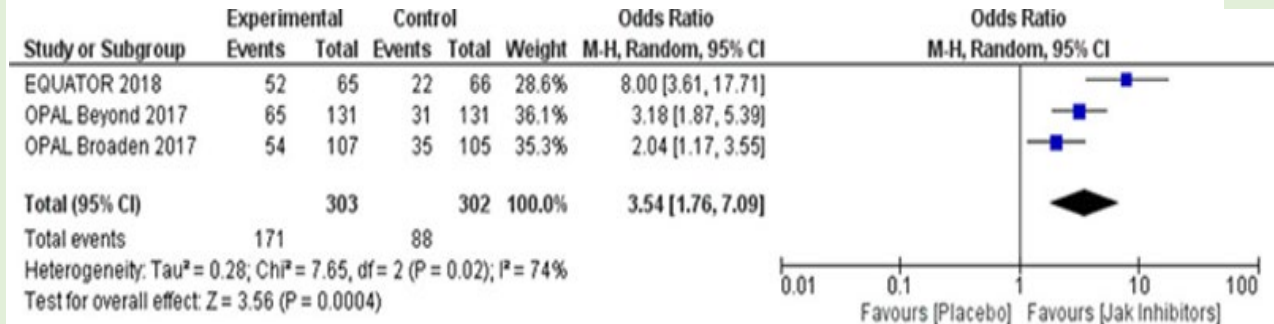 Experimental Control Odds Ratio Odds Ratio
Study or Subgroup Events Total Events Total Weight M-H, Random, 95% CI M-H, Random, 95% CI
EQUATOR 2018 52 65 22 66 28.6% 8.00 [3.61, 17.71]
OPAL Beyond 2017 65 131 31 131 36.1% 3.18 [1.87, 5.39]
OPAL Broaden 2017 54 107 35 105 35.3% 2.04 [1.17, 3.55]
Total (95% CI) 303 302 100.0% 3.54 [1.76, 7.09]
Total events 171 88
Heterogeneity: Tau² = 0.28; Chi² = 7.65, df = 2 (P = 0.02); I² = 74%
Test for overall effect: Z = 3.56 (P = 0.0004)
0.01 0.1 1 10 100
Favours [Placebo] Favours [Jak Inhibitors]